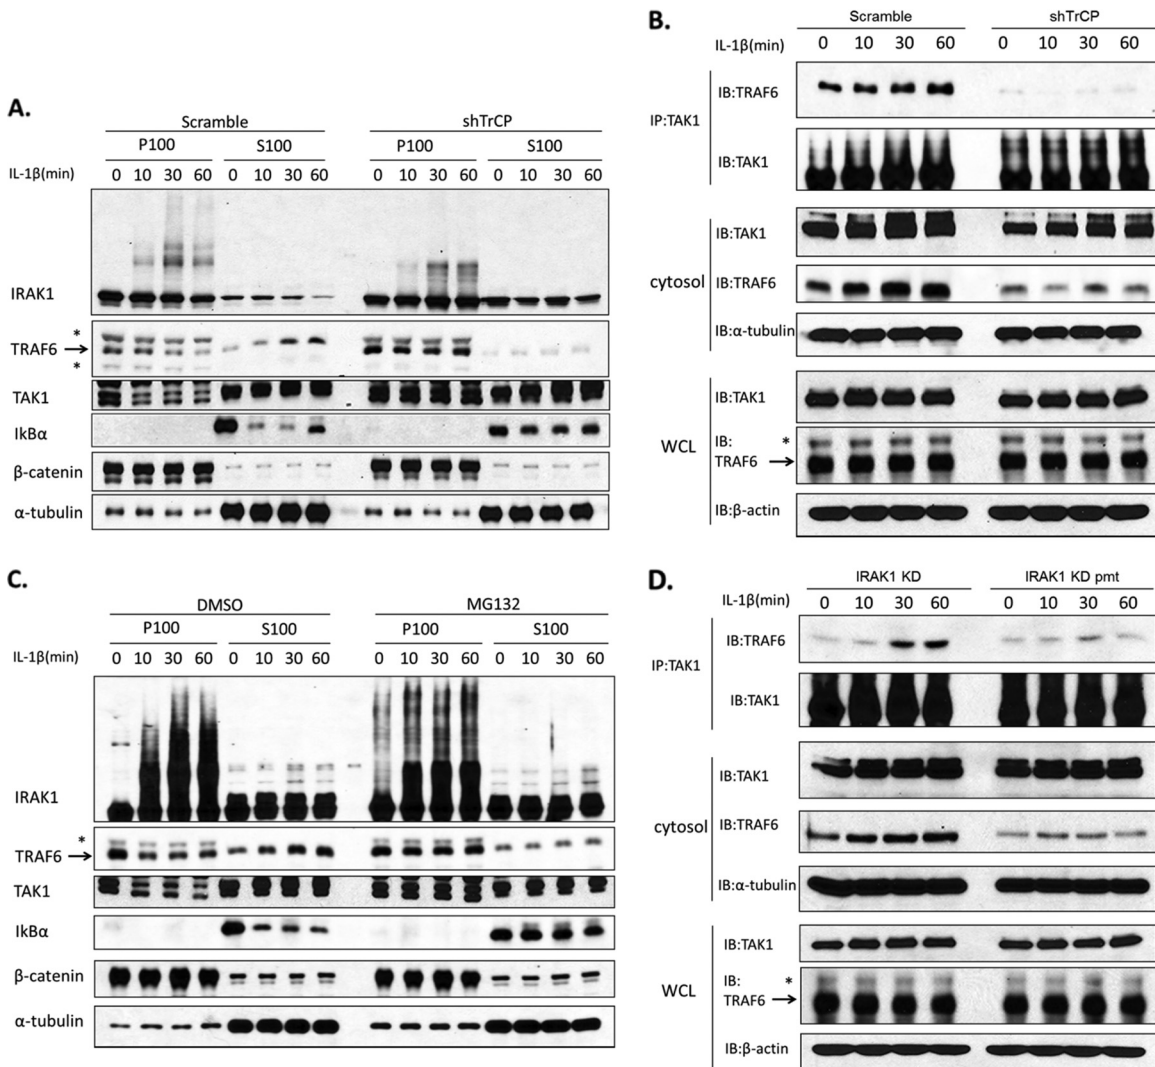 A.
Scramble shTrCP
P100 S100 P100 S100
IL-1β(min) 0 10 30 60 0 10 30 60 0 10 30 60 0 10 30 60
IRAK1
*
TRAF6
*
TAK1
IkBα
β-catenin
α-tubulin
B.
Scramble shTrCP
IL-1β(min) 0 10 30 60 0 10 30 60
IP:TAK1
IB:TRAF6
IB:TAK1
cytosol
IB:TAK1
IB:TRAF6
IB:α-tubulin
WCL
IB:TAK1
IB: *
TRAF6
IB:β-actin
C.
DMSO MG132
P100 S100 P100 S100
IL-1β(min) 0 10 30 60 0 10 30 60 0 10 30 60 0 10 30 60
IRAK1
*
TRAF6
TAK1
IkBα
β-catenin
α-tubulin
D.
IRAK1 KD IRAK1 KD pmt
IL-1β(min) 0 10 30 60 0 10 30 60
IP:TAK1
IB:TRAF6
IB:TAK1
cytosol
IB:TAK1
IB:TRAF6
IB:α-tubulin
WCL
IB:TAK1
IB: *
TRAF6
IB:β-actin